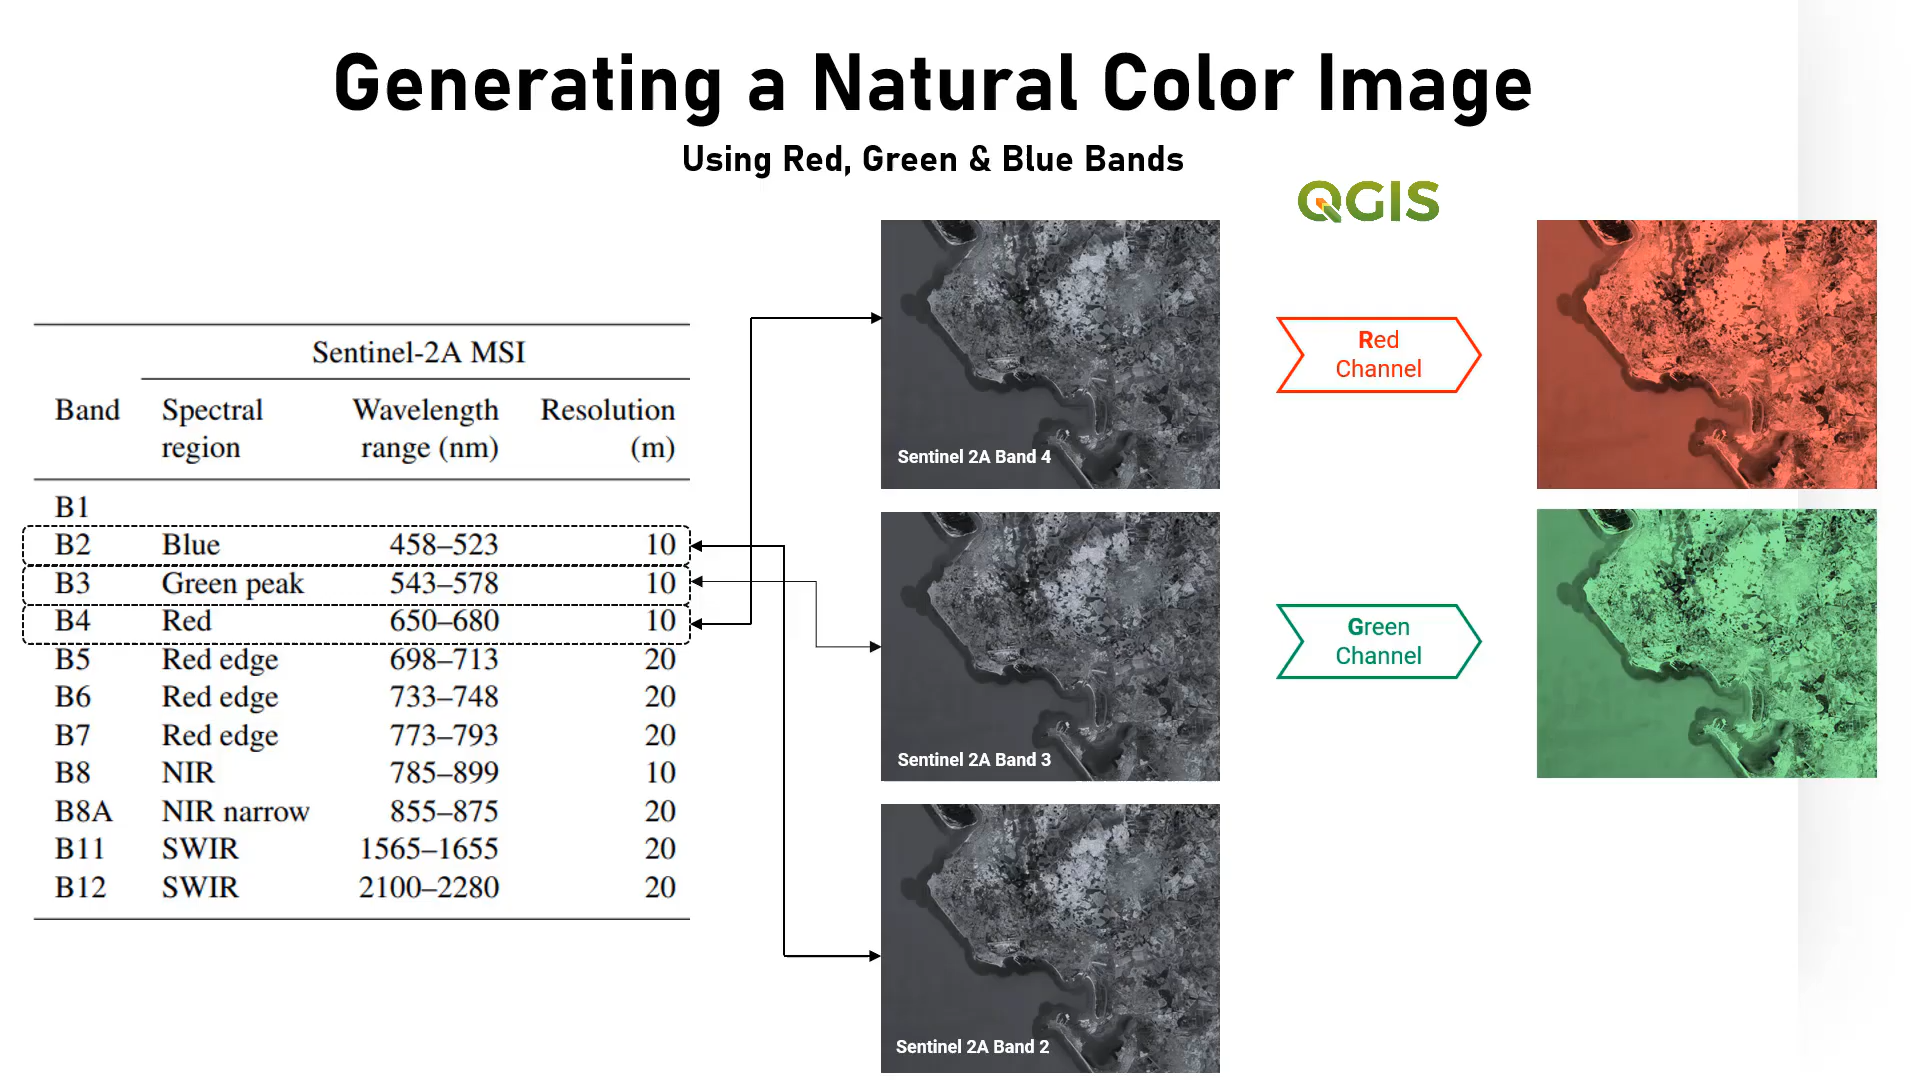 Generating a Natural Color Image
Using Red, Green & Blue Bands
QGIS
Sentinel-2A MSI
Band Spectral region Wavelength range (nm) Resolution (m)
B1
B2 Blue 458–523 10
B3 Green peak 543–578 10
B4 Red 650–680 10
B5 Red edge 698–713 20
B6 Red edge 733–748 20
B7 Red edge 773–793 20
B8 NIR 785–899 10
B8A NIR narrow 855–875 20
B11 SWIR 1565–1655 20
B12 SWIR 2100–2280 20
Sentinel 2A Band 4
Sentinel 2A Band 3
Sentinel 2A Band 2
Red
Channel
Green
Channel